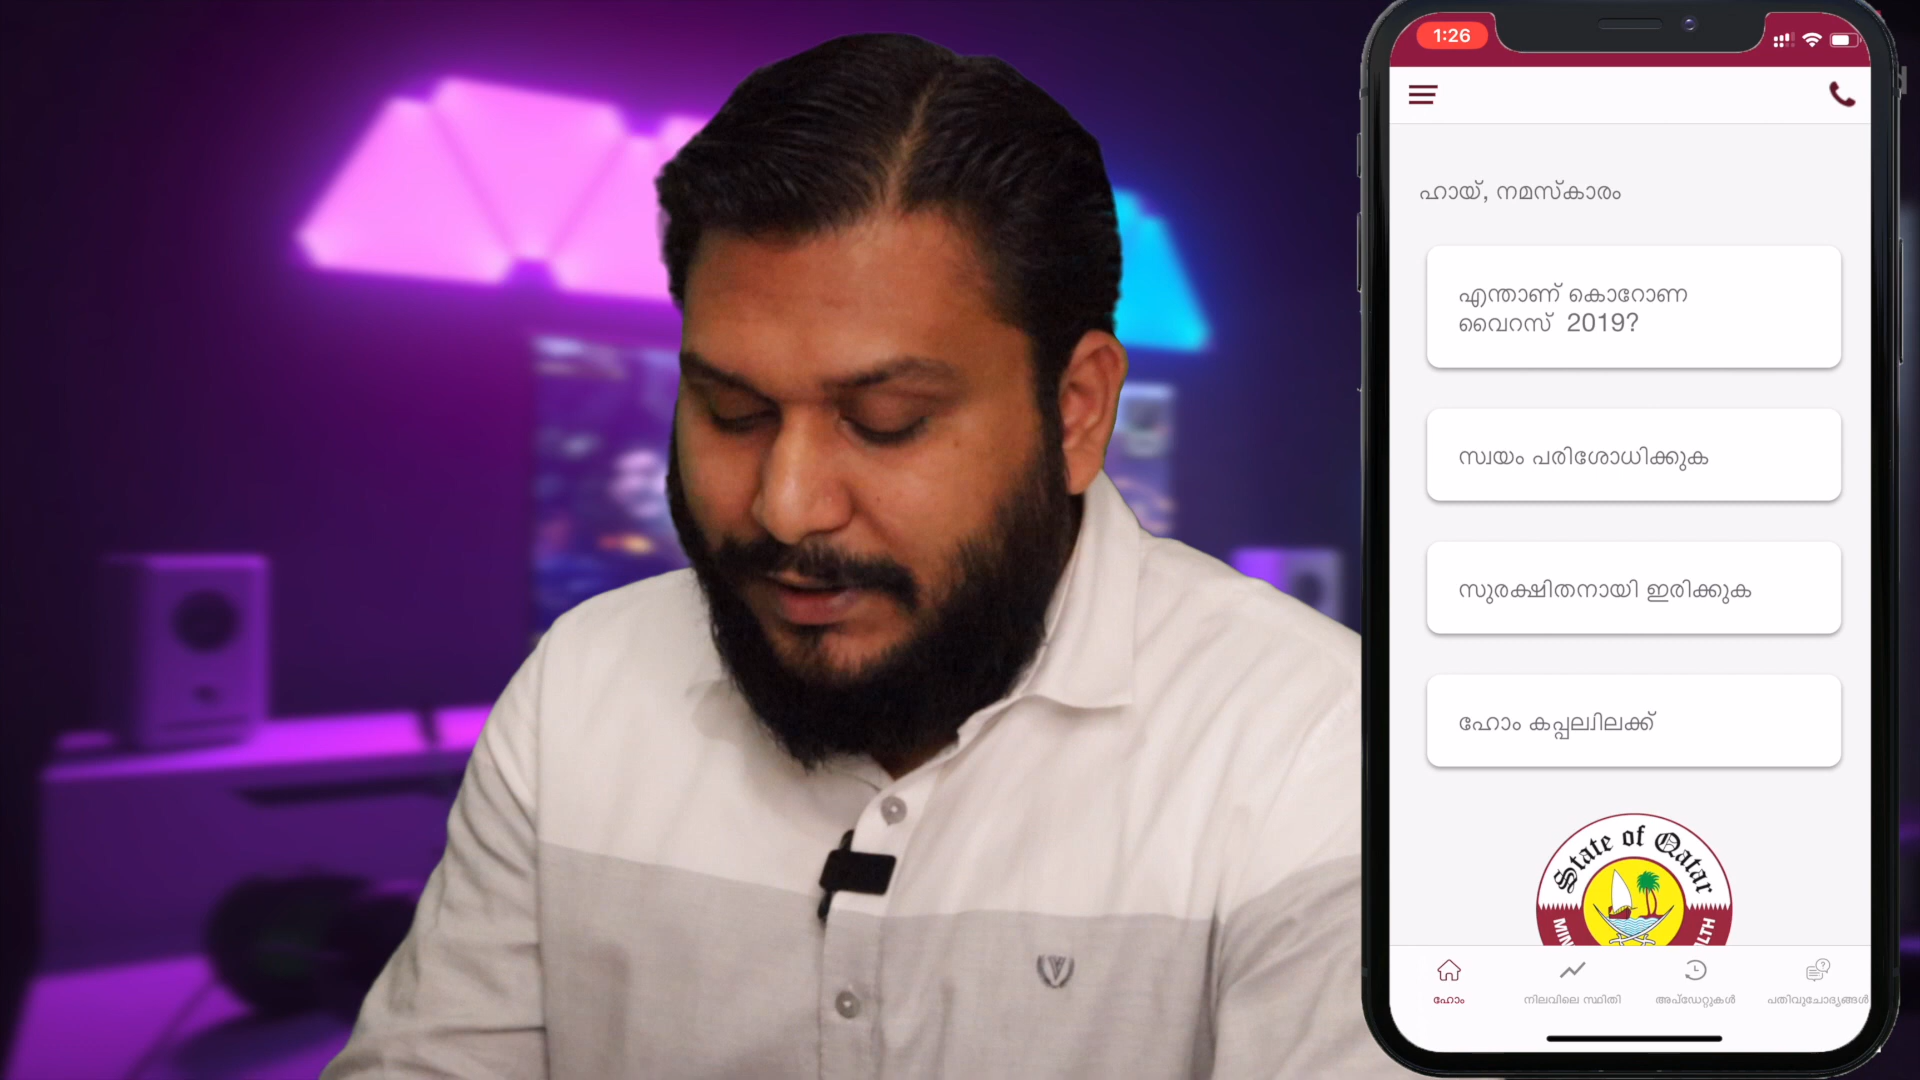 1:26
ഹായ്, നമസ്കാരം
എന്താണ് കൊറോണ
വൈറസ് 2019?
സ്വയം പരിശോധിക്കുക
സുരക്ഷിതനായി ഇരിക്കുക
ഹോം കപ്പല്വിലക്ക്
State of Qatar
ഹോം
നിലവിലെ സ്ഥിതി
അപ്ഡേറ്റുകൾ
പതിവുചോദ്യങ്ങൾ